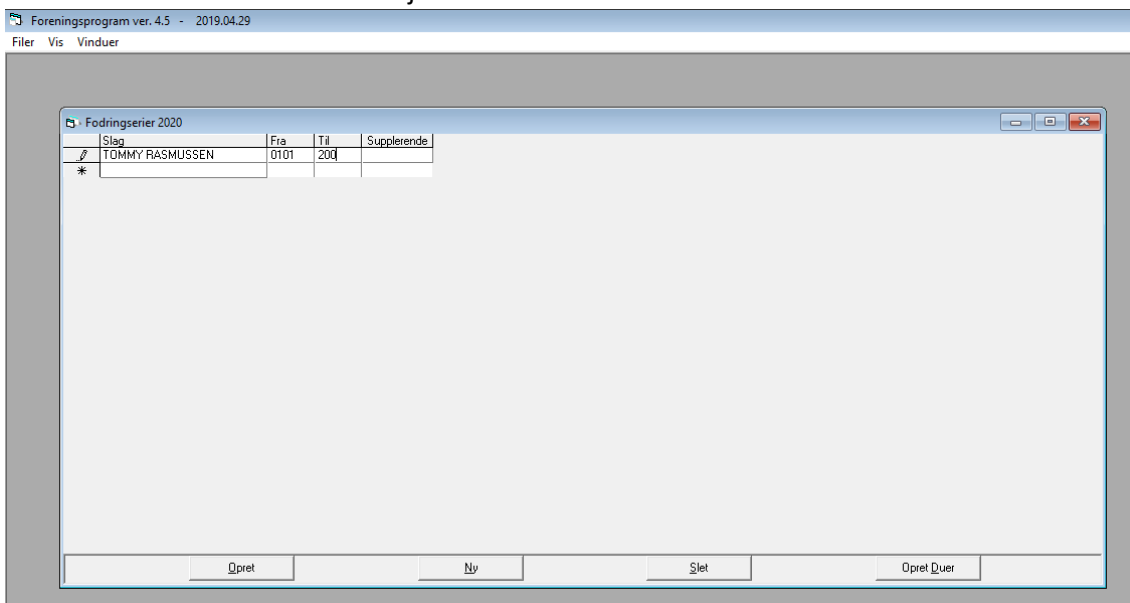 Foreningsprogram ver. 4.5 - 2019.04.29
Filer Vis Vinduer
Fodringserier 2020
Slag Fra Til Supplerende
TOMMY RASMUSSEN 0101 200
*
Opret Ny Slet Opret Duer